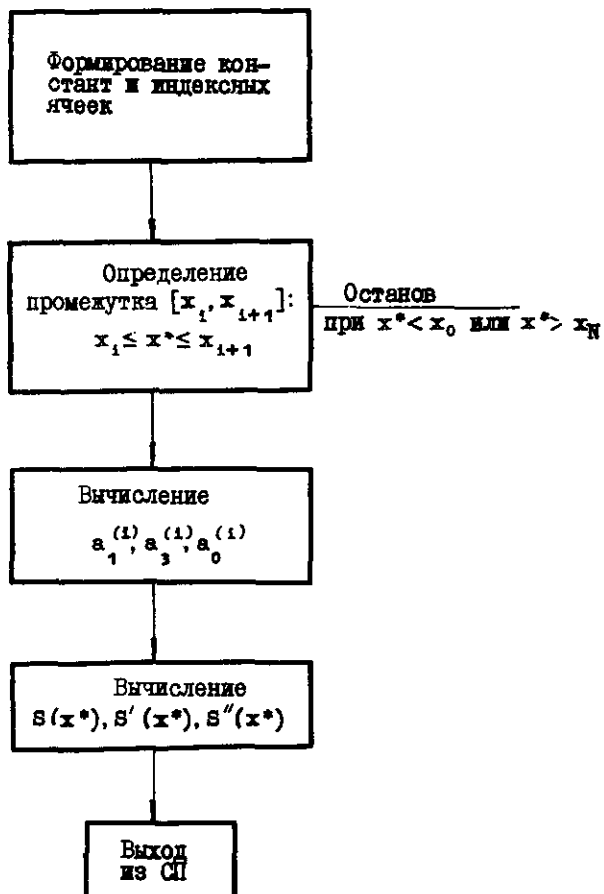 Формирование кон-
стант и индексных
ячеек
Определение
промежутка [x_i, x_{i+1}]:
x_i ≤ x* ≤ x_{i+1}
Останов
при x* < x_0 или x* > x_N
Вычисление
a_1^{(i)}, a_3^{(i)}, a_0^{(i)}
Вычисление
S(x*), S′(x*), S″(x*)
Выход
из СП